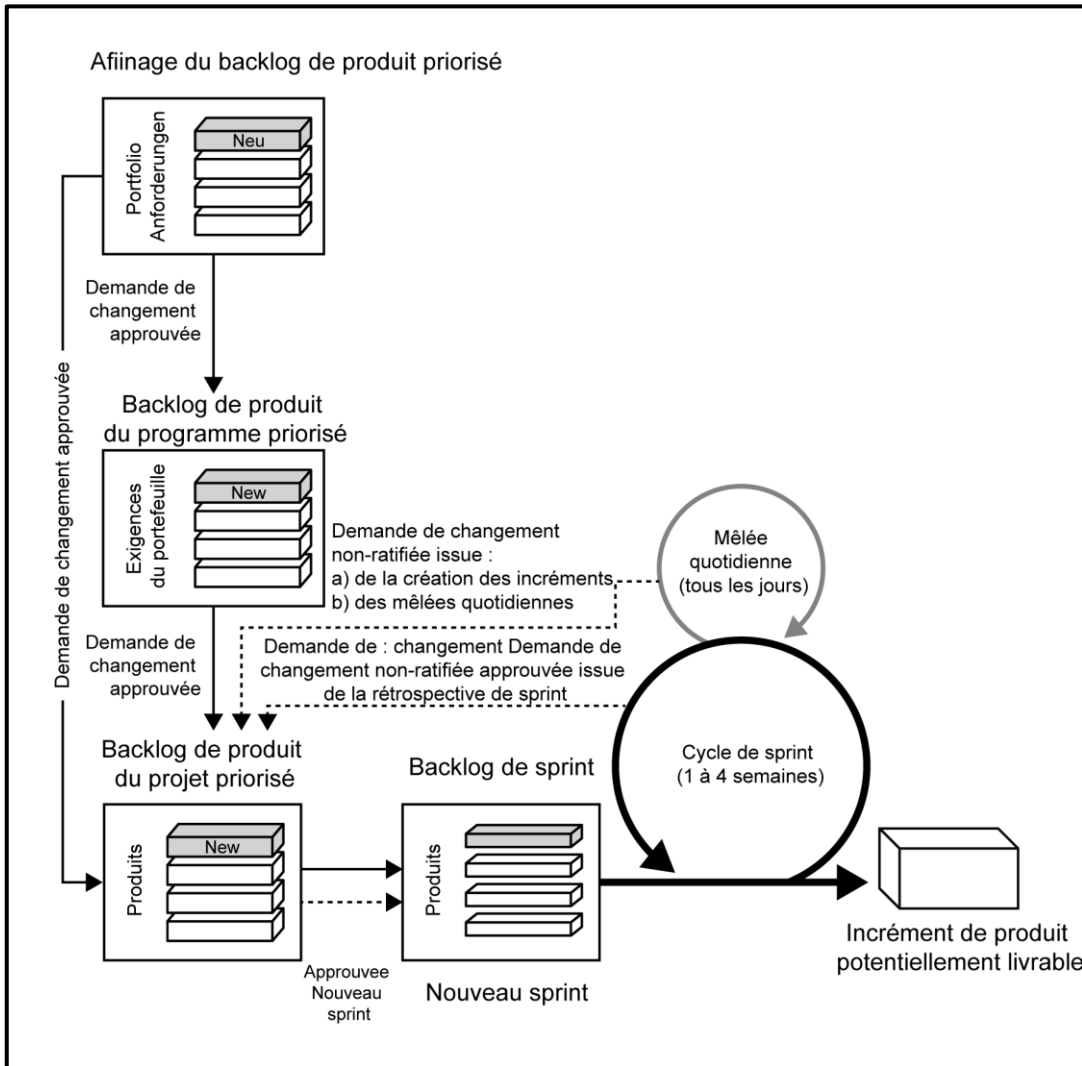 Afiinage du backlog de produit priorisé
Portfolio
Anforderungen
Neu
Demande de
changement
approuvée
Demande de changement approuvée
Backlog de produit
du programme priorisé
Exigences
du portefeuille
New
Demande de changement
non-ratifiée issue :
a) de la création des incréments
b) des mêlées quotidiennes
Mêlée
quotidienne
(tous les jours)
Demande de
changement
approuvée
Demande de : changement Demande de
changement non-ratifiée approuvée issue
de la rétrospective de sprint
Backlog de produit
du projet priorisé
Backlog de sprint
Cycle de sprint
(1 à 4 semaines)
Produits
New
Produits
Incrément de produit
potentiellement livrable
Approuvee
Nouveau
sprint
Nouveau sprint